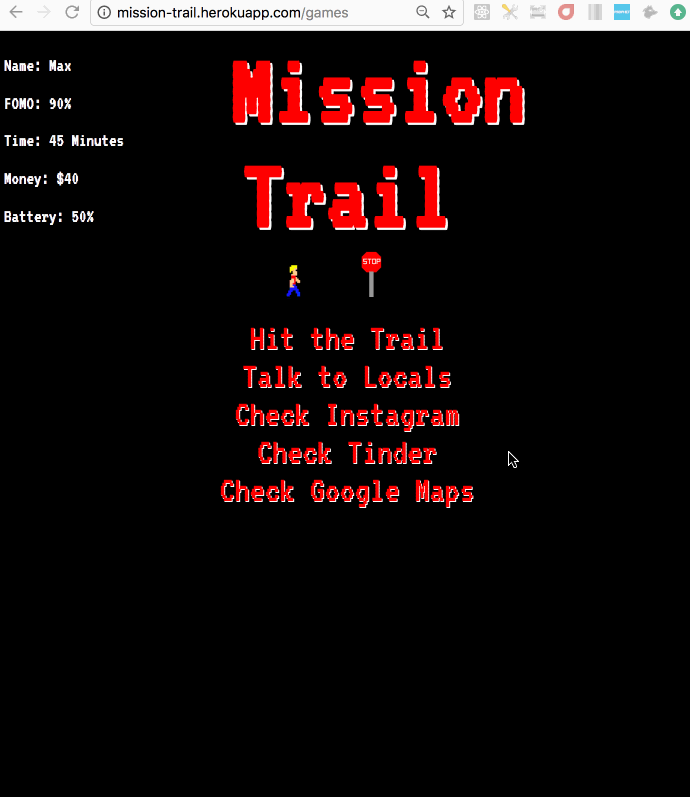 mission-trail.herokuapp.com/games
Name: Max
FOMO: 90%
Time: 45 Minutes
Money: $40
Battery: 50%
Mission
Trail
STOP
Hit the Trail
Talk to Locals
Check Instagram
Check Tinder
Check Google Maps